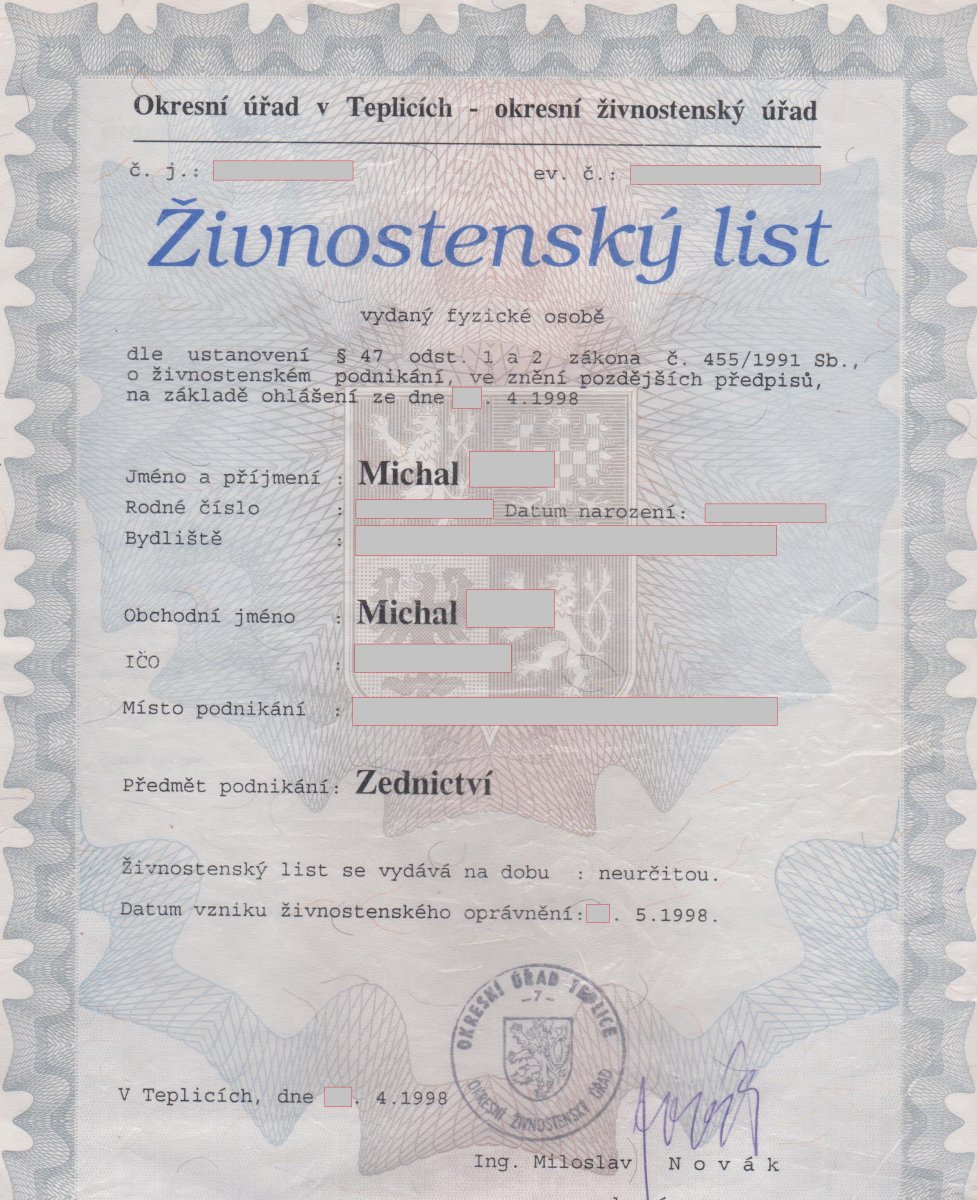 Okresní úřad v Teplicích - okresní živnostenský úřad
č. j.: ev. č.:
Živnostenský list
vydaný fyzické osobě
dle ustanovení § 47 odst. 1 a 2 zákona č. 455/1991 Sb.,
o živnostenském podnikání, ve znění pozdějších předpisů,
na základě ohlášení ze dne . 4.1998
Jméno a příjmení : Michal
Rodné číslo : Datum narození:
Bydliště :
Obchodní jméno : Michal
IČO :
Místo podnikání :
Předmět podnikání: Zednictví
Živnostenský list se vydává na dobu : neurčitou.
Datum vzniku živnostenského oprávnění: . 5.1998.
OKRESNÍ ÚŘAD TEPLICE
- 7 -
OKRESNÍ ŽIVNOSTENSKÝ ÚŘAD
V Teplicích, dne . 4.1998
Ing. Miloslav N o v á k